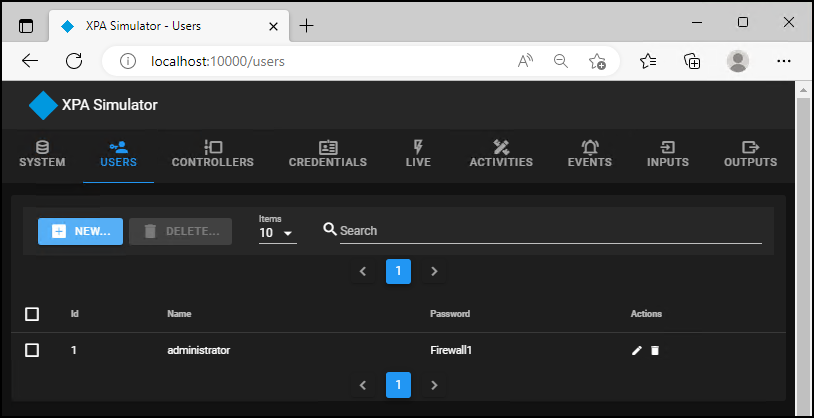 XPA Simulator - Users
localhost:10000/users
XPA Simulator
SYSTEM USERS CONTROLLERS CREDENTIALS LIVE ACTIVITIES EVENTS INPUTS OUTPUTS
NEW... DELETE... Items 10 Search
1
Id Name Password Actions
1 administrator Firewall1
1